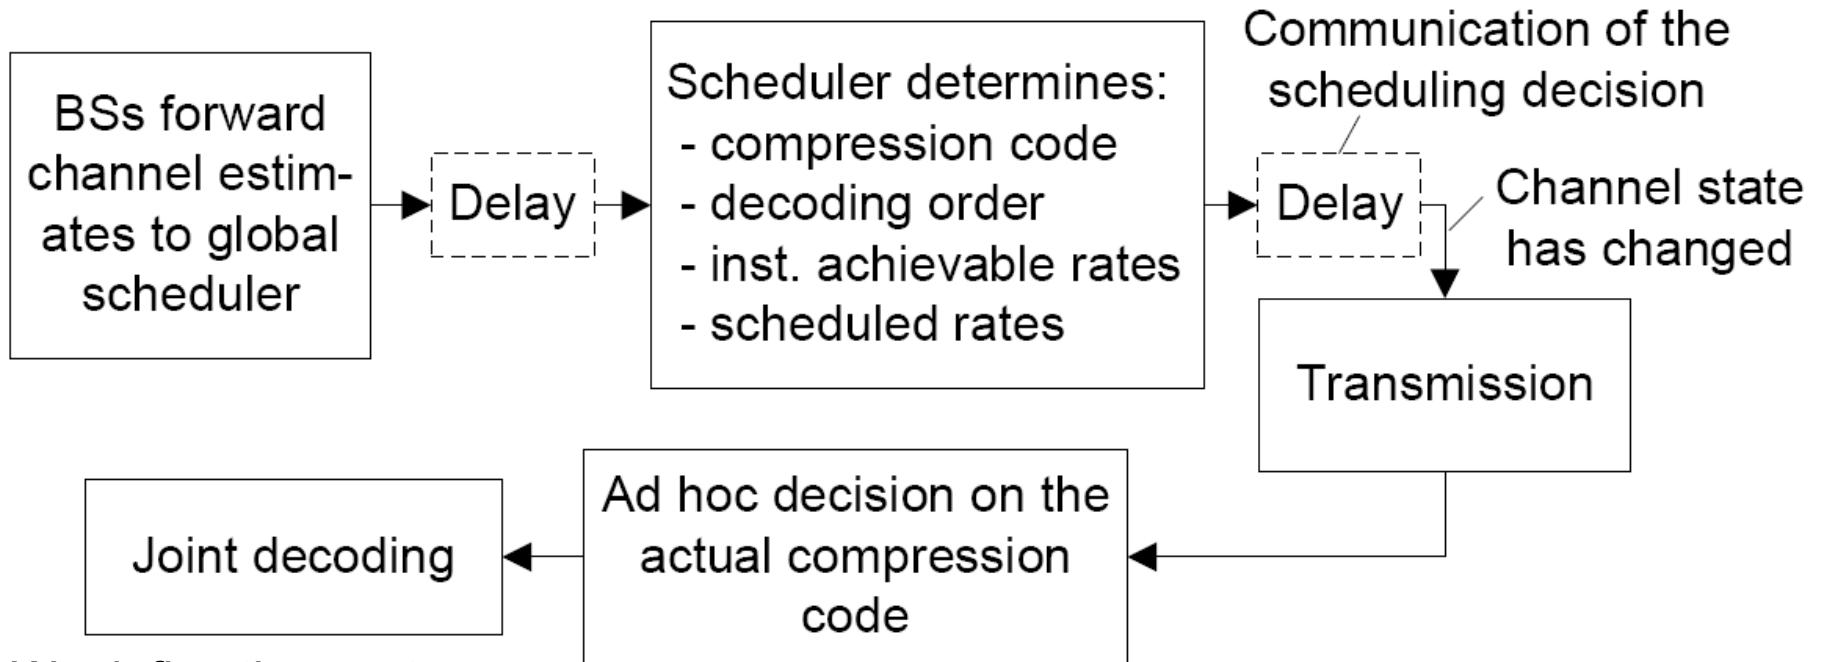 BSs forward
channel estim-
ates to global
scheduler
Delay
Scheduler determines:
- compression code
- decoding order
- inst. achievable rates
- scheduled rates
Communication of the
scheduling decision
Delay
Channel state
has changed
Transmission
Ad hoc decision on the
actual compression
code
Joint decoding